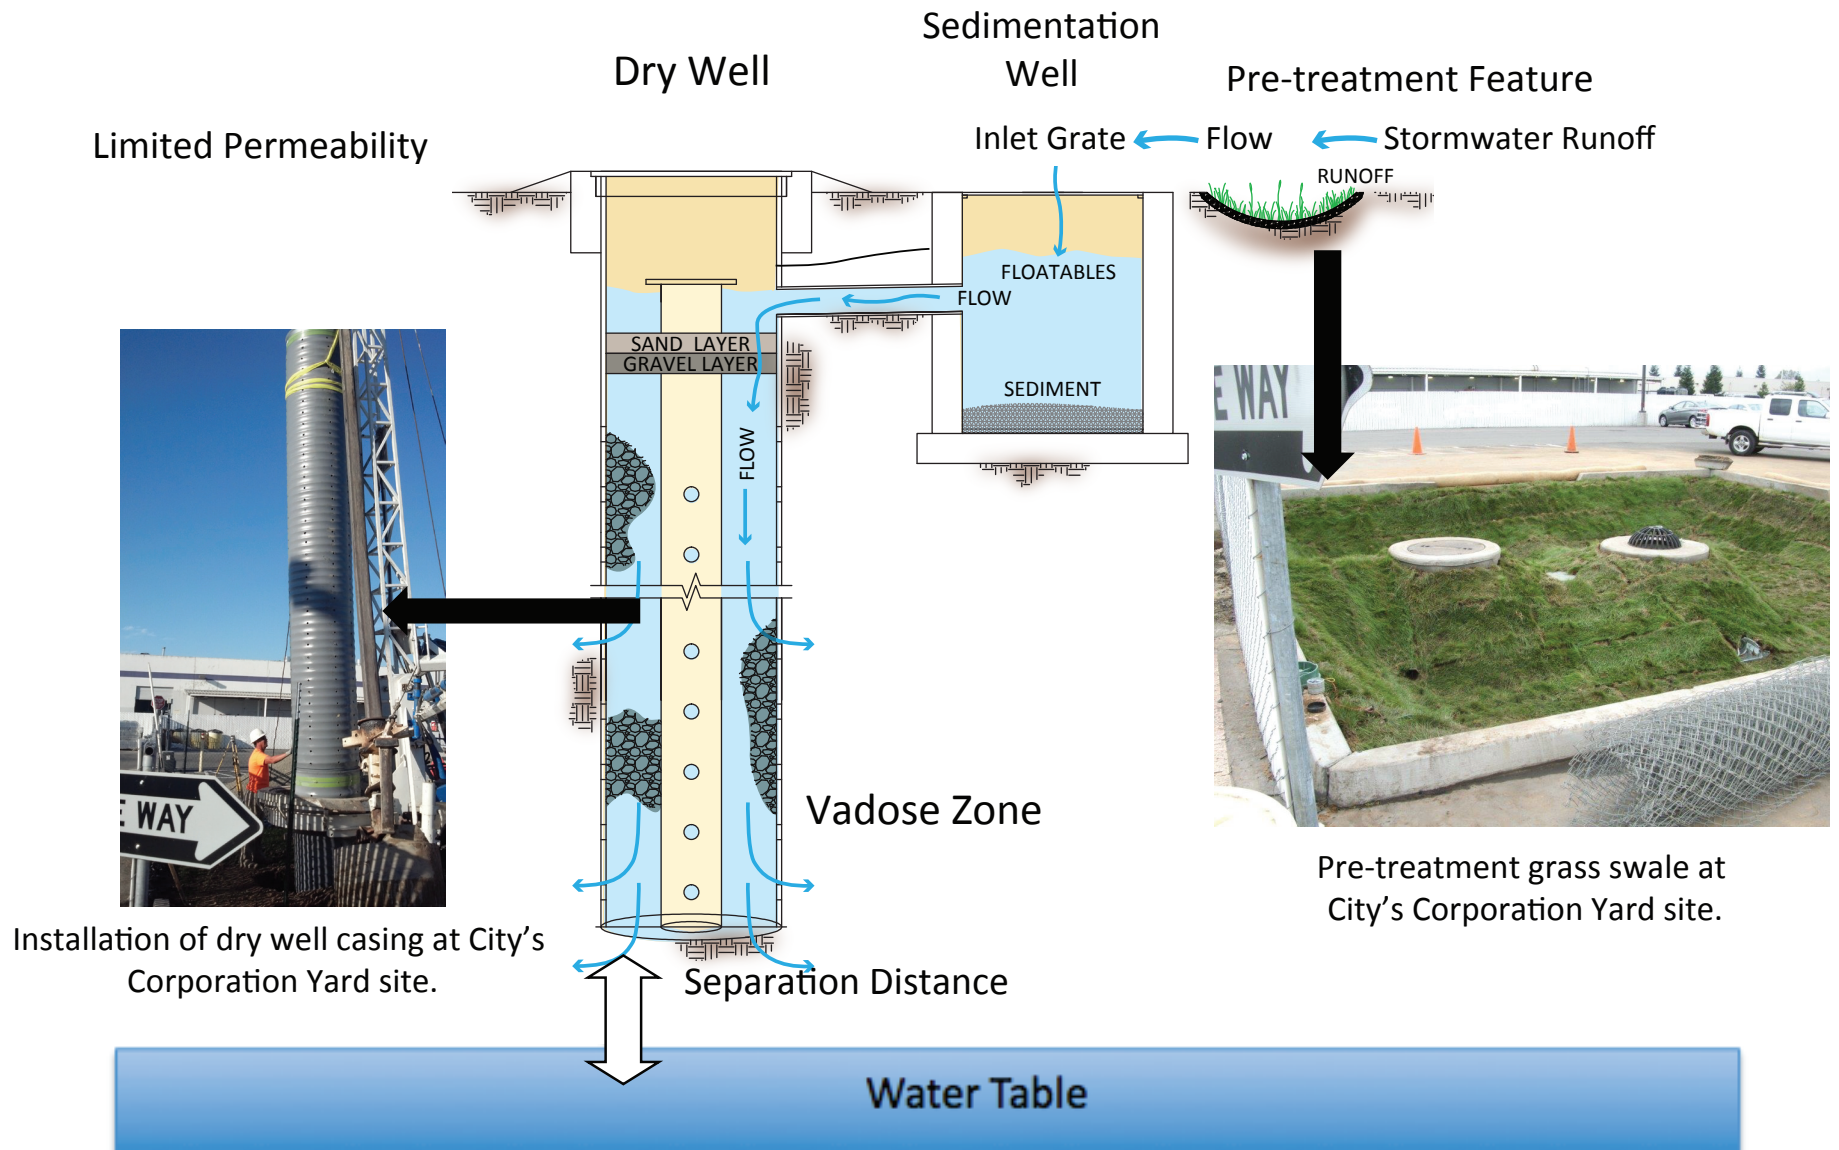 Sedimentation
Well
Dry Well
Pre-treatment Feature
Limited Permeability
Inlet Grate
Flow
Stormwater Runoff
RUNOFF
FLOATABLES
FLOW
SAND LAYER
GRAVEL LAYER
SEDIMENT
FLOW
E WAY
E WAY
Vadose Zone
Pre-treatment grass swale at
City's Corporation Yard site.
Installation of dry well casing at City's
Corporation Yard site.
Separation Distance
Water Table